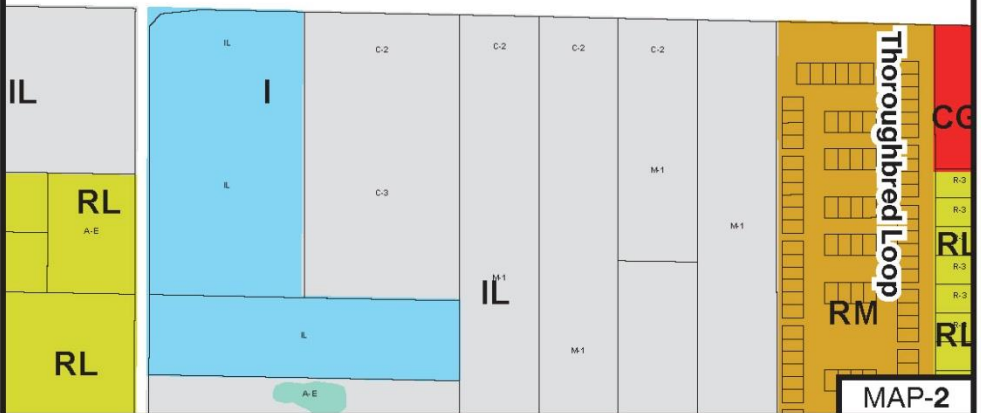 IL
RL
A-E
RL
IL
I
IL
IL
A-E
C-2
C-3
C-2
M-1
IL
C-2
M-1
C-2
M-1
M-1
Thoroughbred Loop
RM
CG
R-3
R-3
RL
R-3
R-3
RL
MAP-2